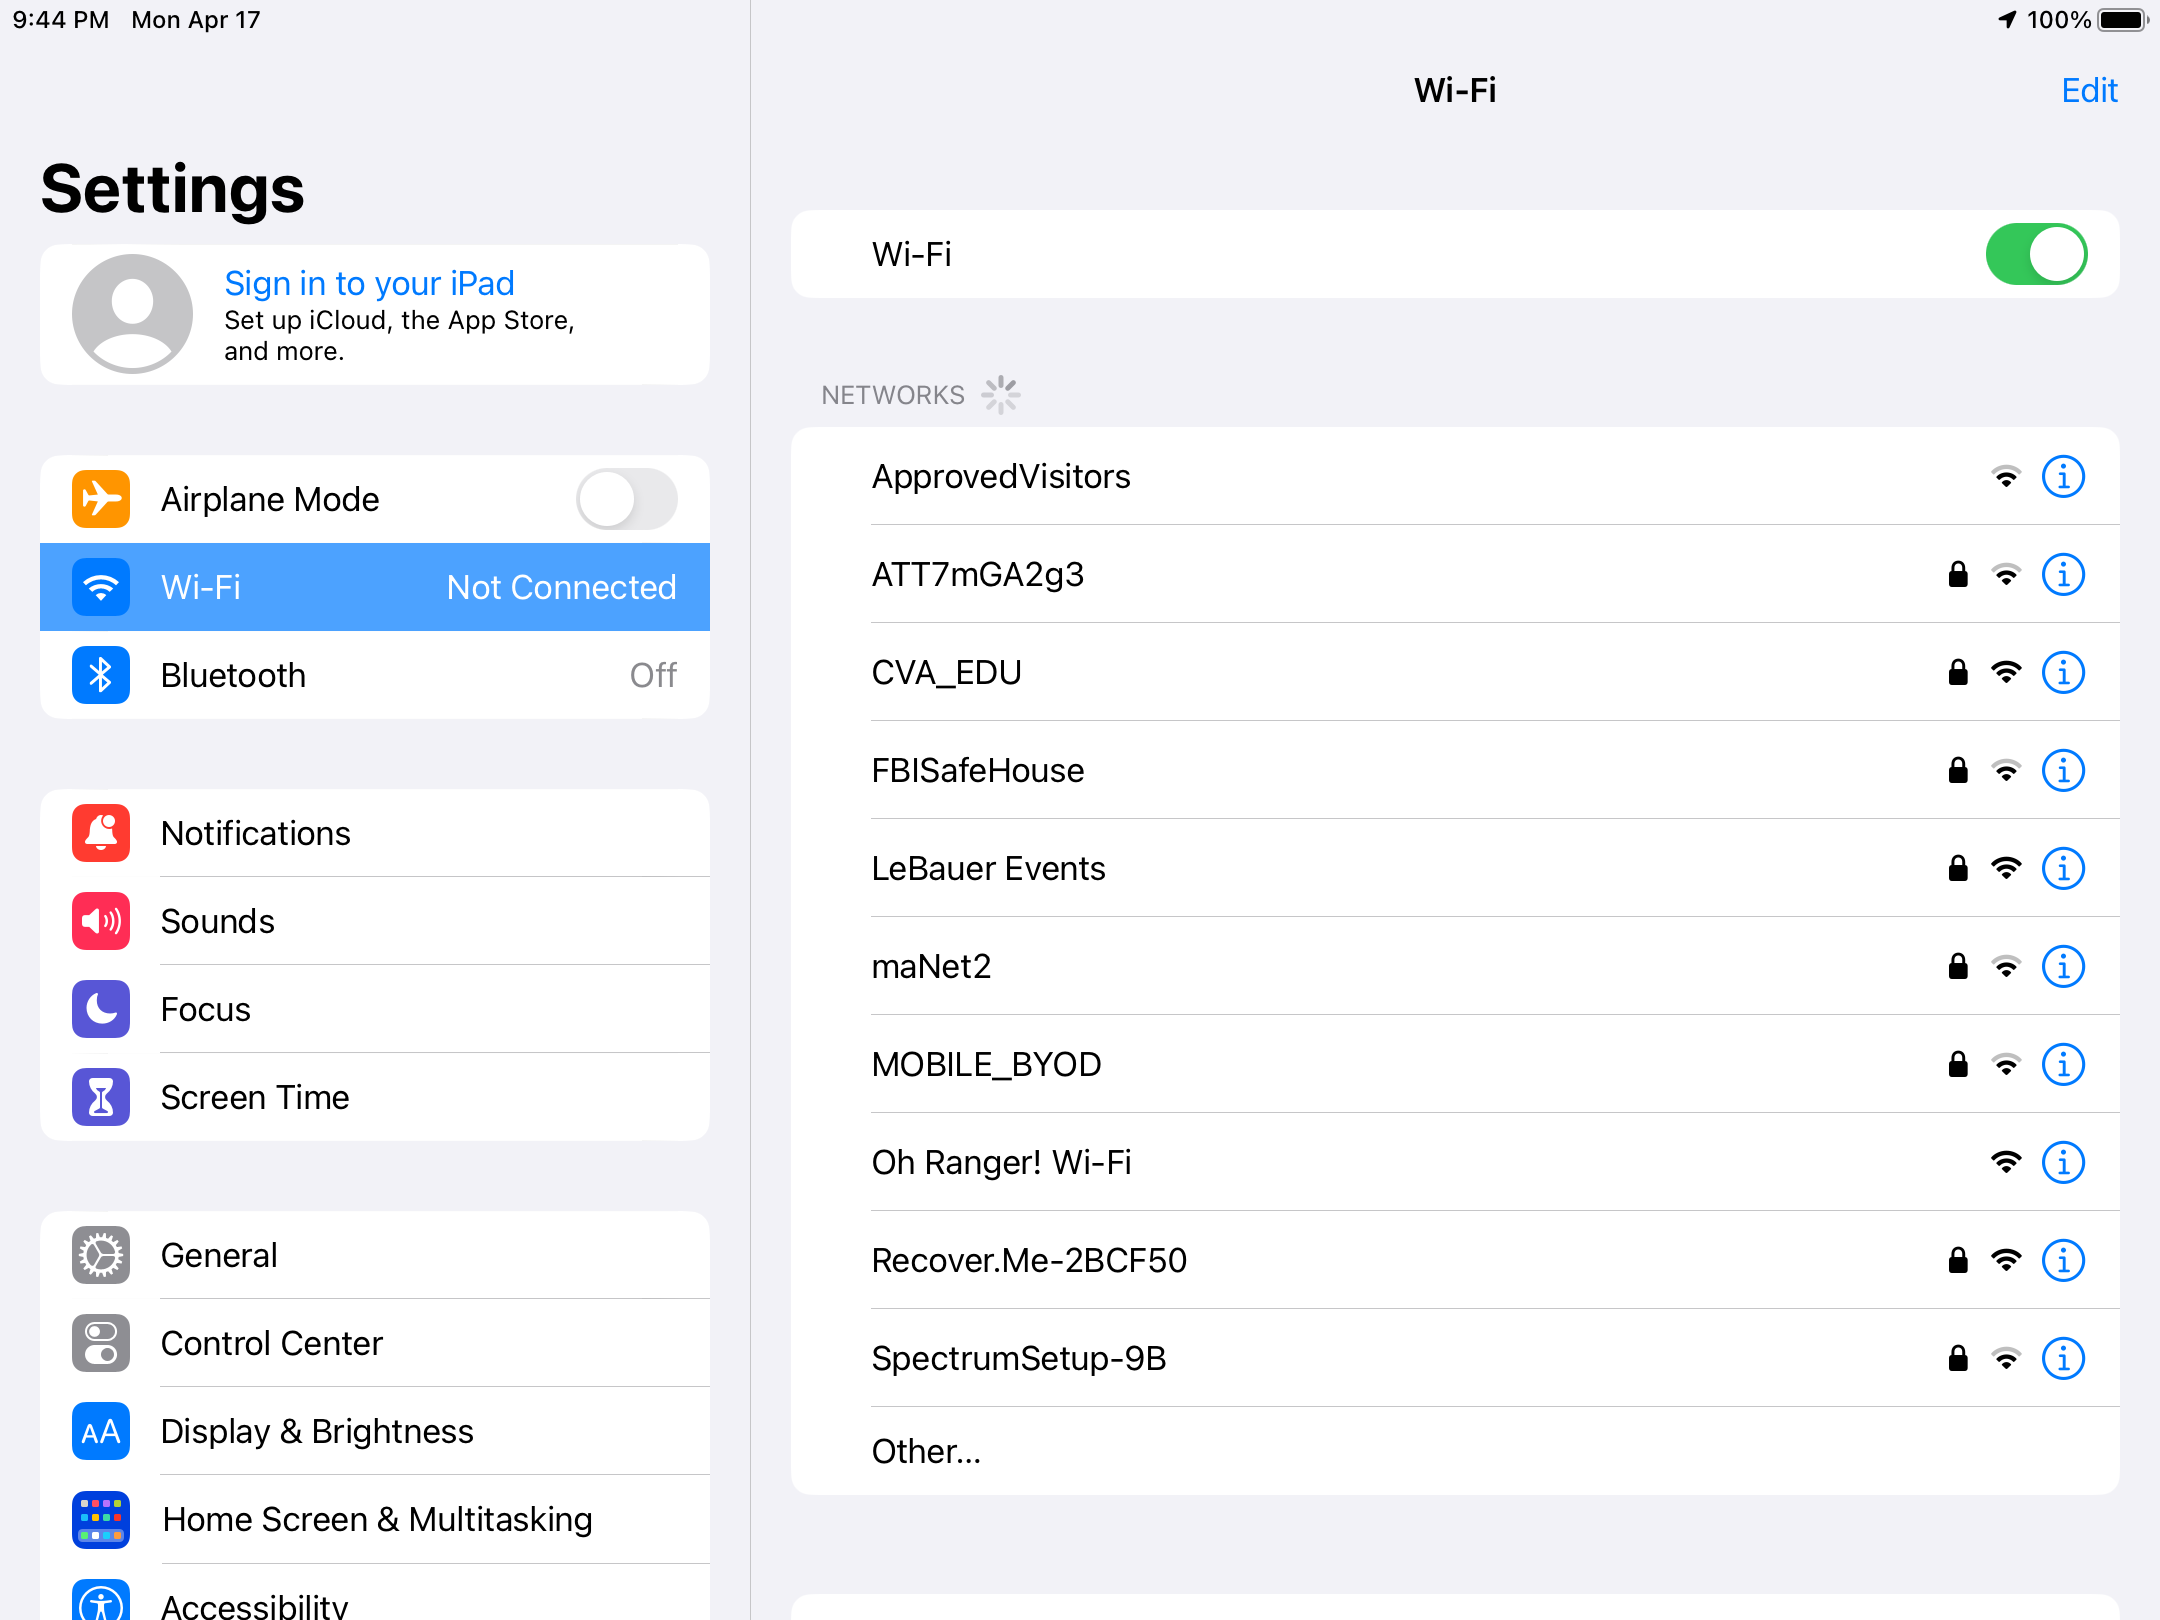 9:44 PM Mon Apr 17
100%
Settings
Sign in to your iPad
Set up iCloud, the App Store,
and more.
Airplane Mode
Wi-Fi Not Connected
Bluetooth Off
Notifications
Sounds
Focus
Screen Time
General
Control Center
AA Display & Brightness
Home Screen & Multitasking
Accessibility
Wi-Fi Edit
Wi-Fi
NETWORKS
ApprovedVisitors
ATT7mGA2g3
CVA_EDU
FBISafeHouse
LeBauer Events
maNet2
MOBILE_BYOD
Oh Ranger! Wi-Fi
Recover.Me-2BCF50
SpectrumSetup-9B
Other...